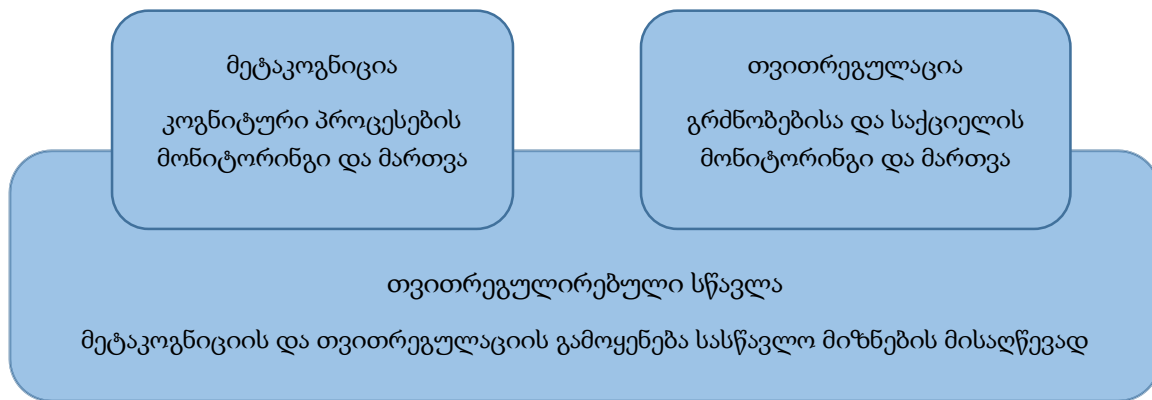 მეტაკოგნიცია
კოგნიტური პროცესების
მონიტორინგი და მართვა
თვითრეგულაცია
გრძნობებისა და საქციელის
მონიტორინგი და მართვა
თვითრეგულირებული სწავლა
მეტაკოგნიციის და თვითრეგულაციის გამოყენება სასწავლო მიზნების მისაღწევად